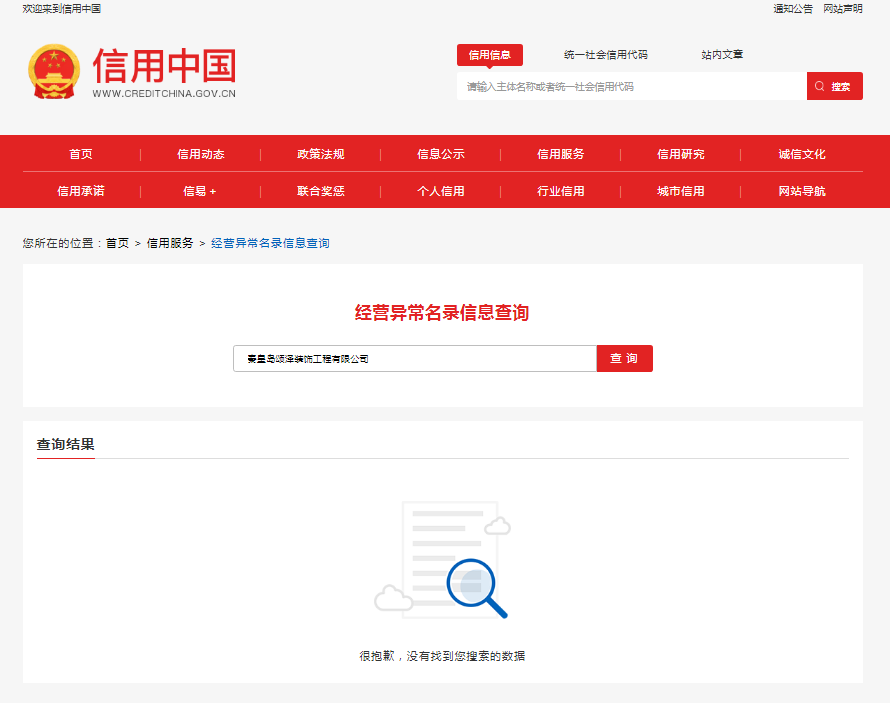 欢迎来到信用中国
通知公告 网站声明
信用中国
WWW.CREDITCHINA.GOV.CN
信用信息 统一社会信用代码 站内文章
请输入主体名称或者统一社会信用代码 搜索
首页 信用动态 政策法规 信息公示 信用服务 信用研究 诚信文化
信用承诺 信易+ 联合奖惩 个人信用 行业信用 城市信用 网站导航
您所在的位置：首页 > 信用服务 > 经营异常名录信息查询
经营异常名录信息查询
秦皇岛颂泽装饰工程有限公司 查 询
查询结果
很抱歉，没有找到您搜索的数据